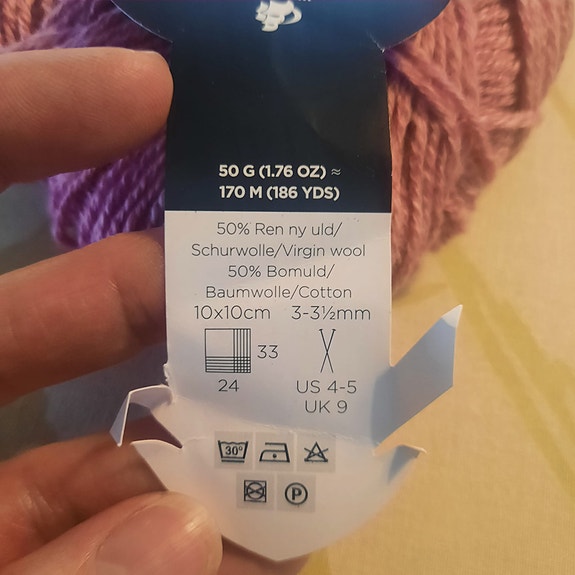 50 G (1.76 OZ) ≈
170 M (186 YDS)
50% Ren ny uld/
Schurwolle/Virgin wool
50% Bomuld/
Baumwolle/Cotton
10x10cm 3-3½mm
33
24 US 4-5
UK 9
30°
P